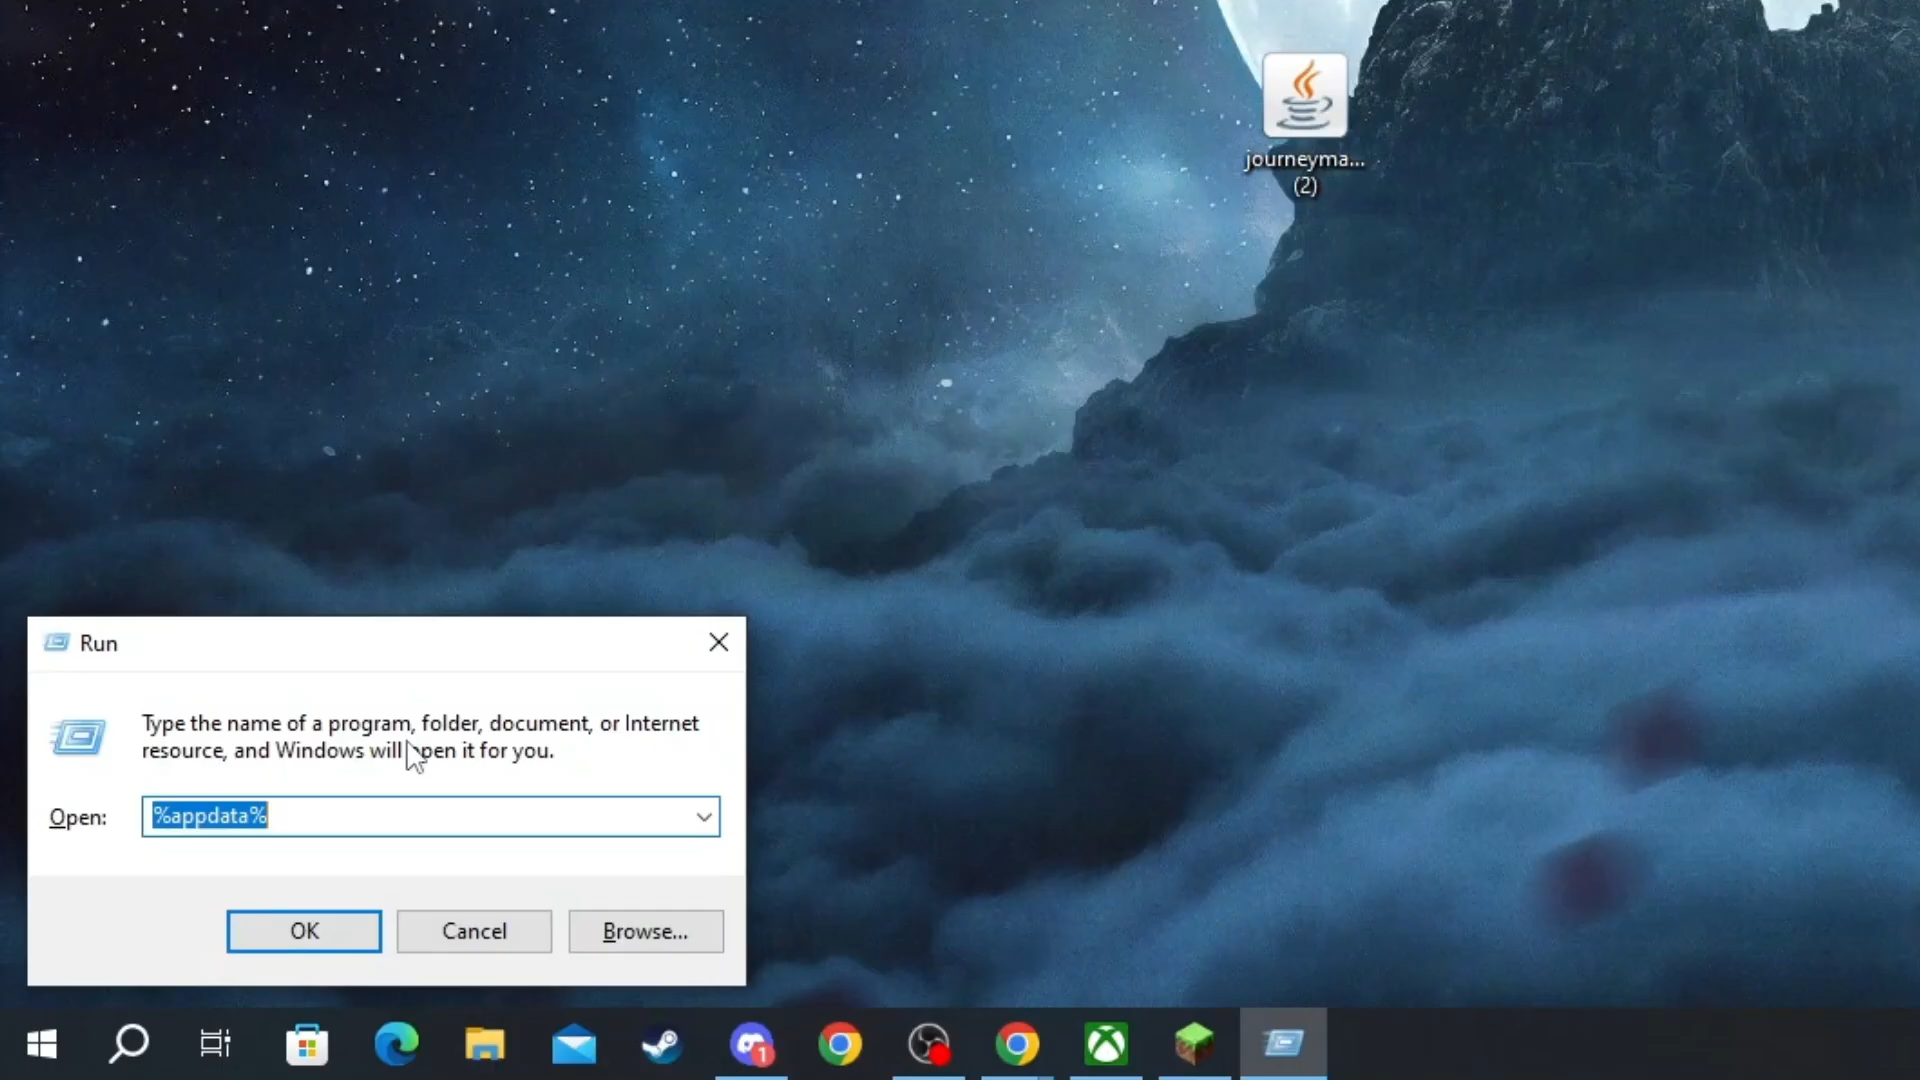 journeyma...
(2)
Run
Type the name of a program, folder, document, or Internet
resource, and Windows will open it for you.
Open:
%appdata%
OK
Cancel
Browse...
1